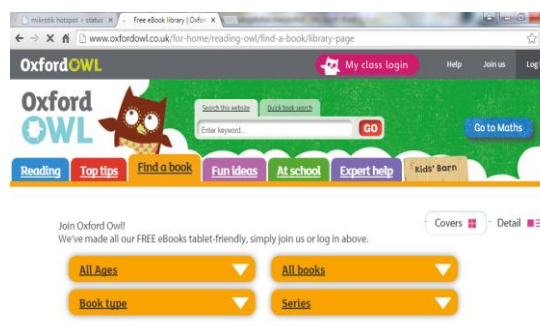 mikrotik hotspot > status
Free eBook library | Oxfor
www.oxfordowl.co.uk/for-home/reading-owl/find-a-book/library-page
OxfordOWL
My class login
Help
Join us
Log
Oxford
OWL
Search this website
Quick book search
Enter keyword...
GO
Go to Maths
Reading
Top tips
Find a book
Fun ideas
At school
Expert help
Kids' Barn
Join Oxford Owl!
We've made all our FREE eBooks tablet-friendly, simply join us or log in above.
Covers
Detail
All Ages
All books
Book type
Series